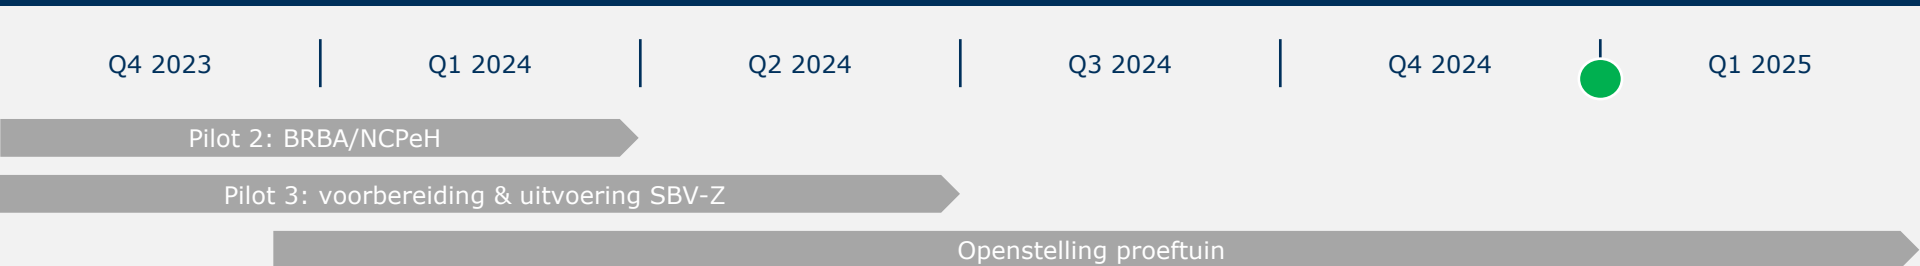 Q4 2023
Q1 2024
Q2 2024
Q3 2024
Q4 2024
Q1 2025
Pilot 2: BRBA/NCPeH
Pilot 3: voorbereiding & uitvoering SBV-Z
Openstelling proeftuin